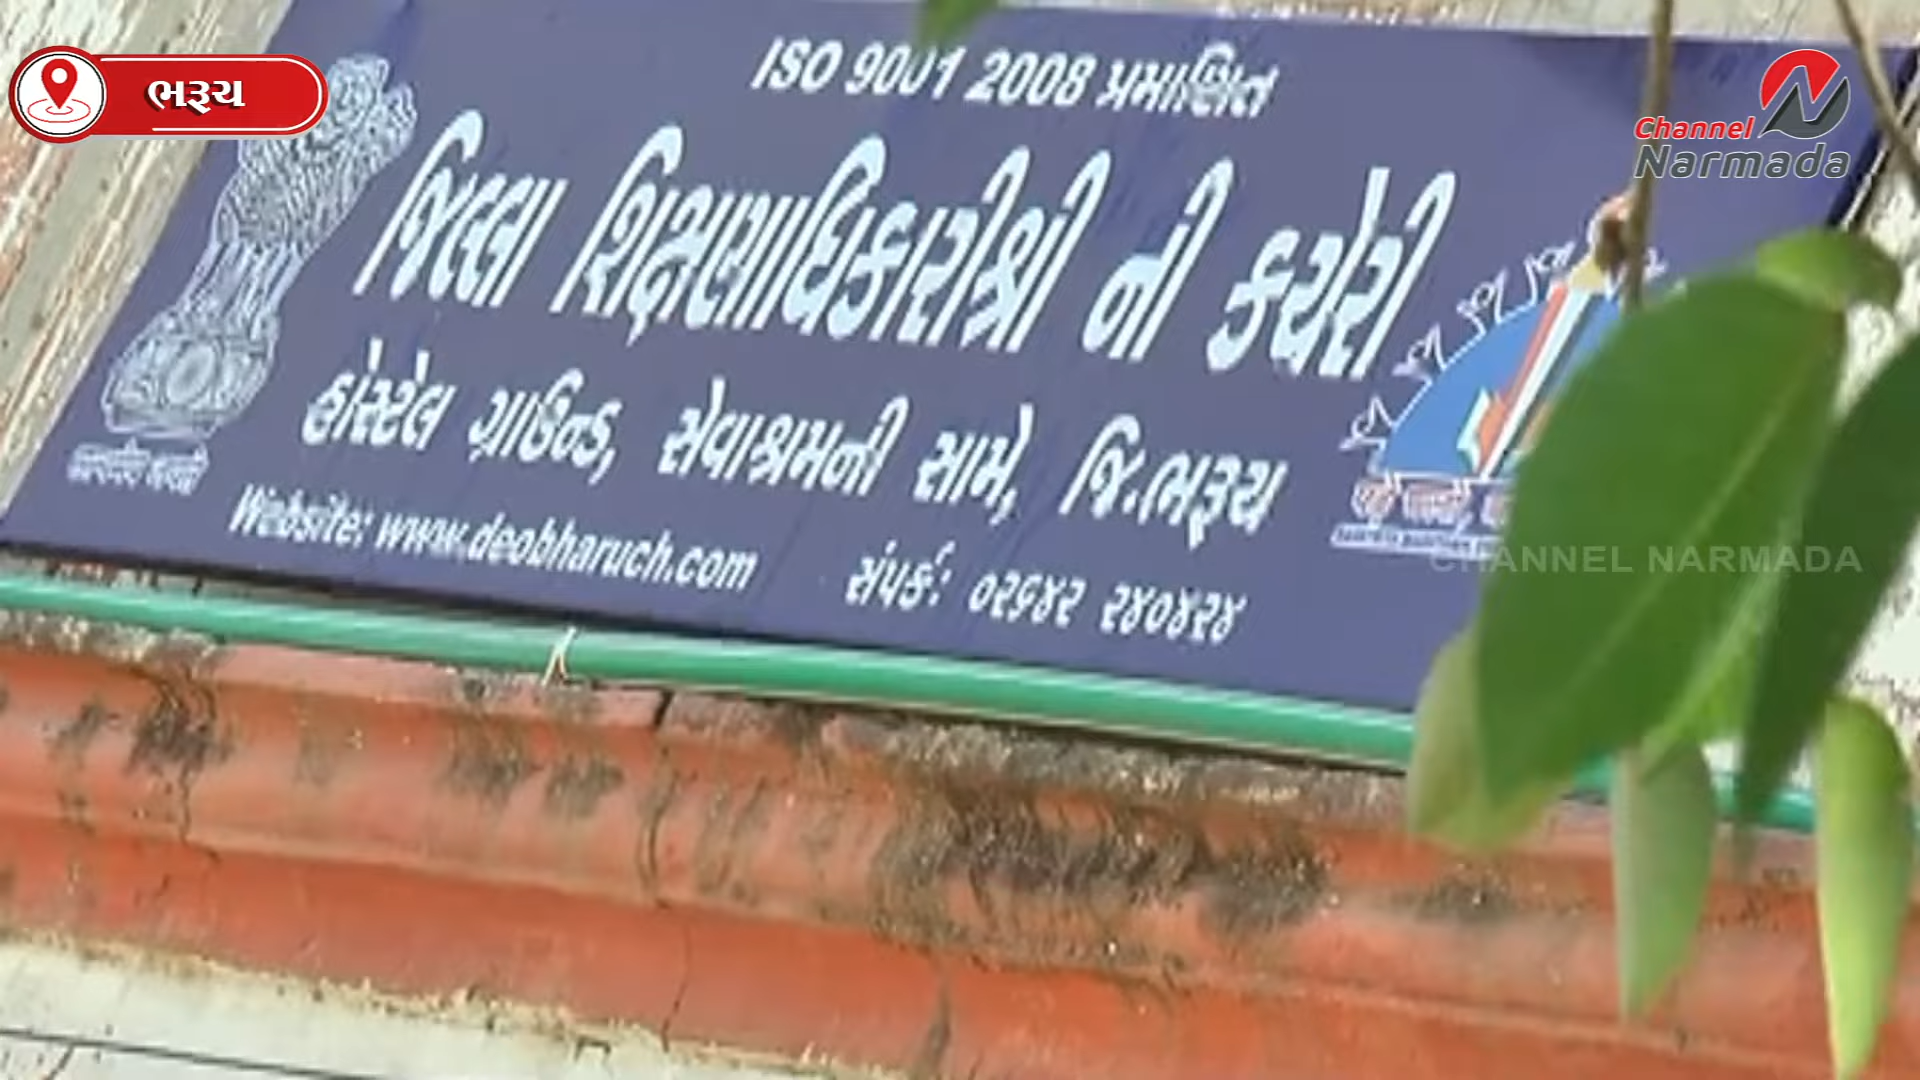 ભરૂચ
Channel
Narmada
ISO 9001 2008 પ્રમાણિત
જિલ્લા શિક્ષણાધિકારીશ્રી ની કચેરી
હોસ્ટેલ ગ્રાઉન્ડ, સેવાશ્રમની સામે, જિ.ભરૂચ
Website: www.deobharuch.com
સંપર્ક: ૦૨૬૪૨ ૨૪૦૪૨૪
CHANNEL NARMADA